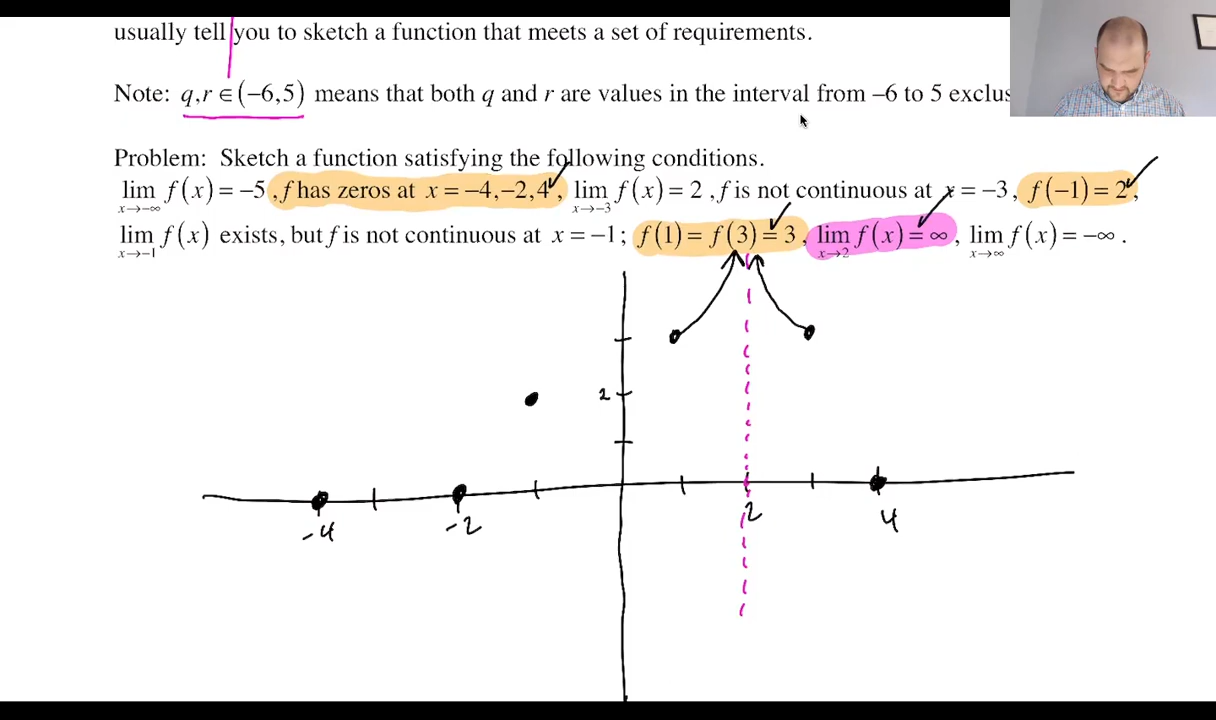 usually tell you to sketch a function that meets a set of requirements.
Note: q,r ∈ (−6,5) means that both q and r are values in the interval from −6 to 5 exclus
Problem: Sketch a function satisfying the following conditions.
lim x→−∞ f(x) = −5 , f has zeros at x = −4,−2,4 , lim x→−3 f(x) = 2 , f is not continuous at x = −3 , f(−1) = 2 ,
lim x→−1 f(x) exists, but f is not continuous at x = −1 ; f(1) = f(3) = 3 , lim x→2 f(x) = ∞ , lim x→∞ f(x) = −∞ .
2
-4 -2 2 4